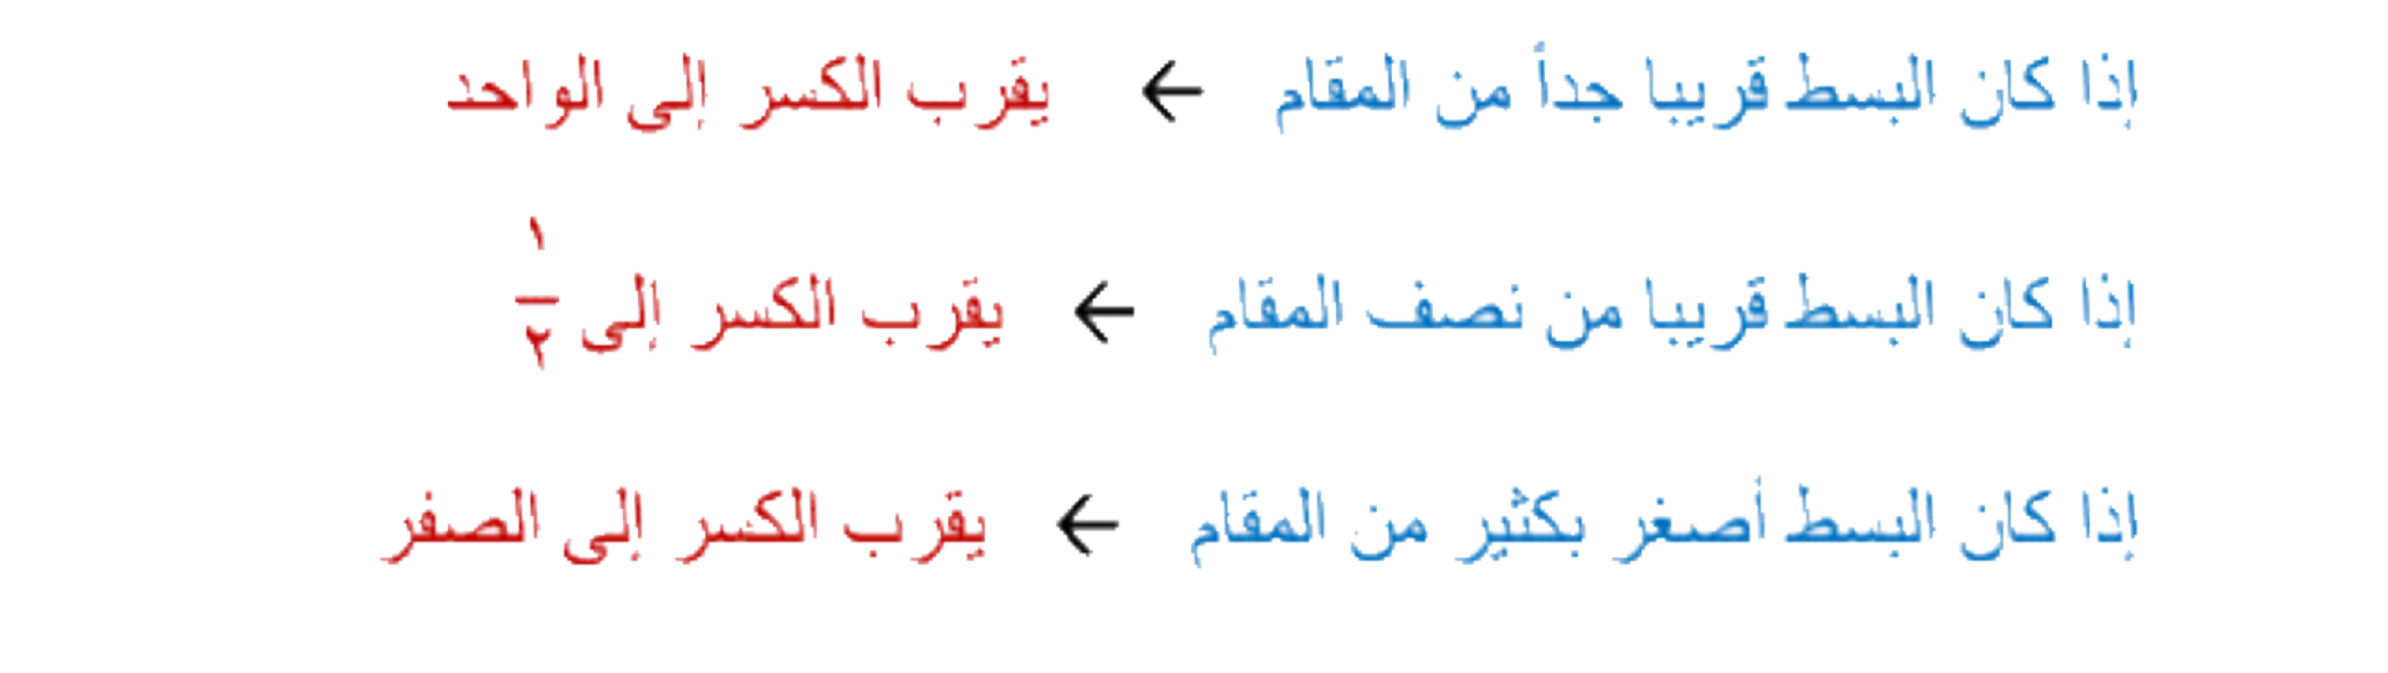 إذا كان البسط قريبا جداً من المقام ← يقرب الكسر إلى الواحد
إذا كان البسط قريبا من نصف المقام ← يقرب الكسر إلى ١/٢
إذا كان البسط أصغر بكثير من المقام ← يقرب الكسر إلى الصفر